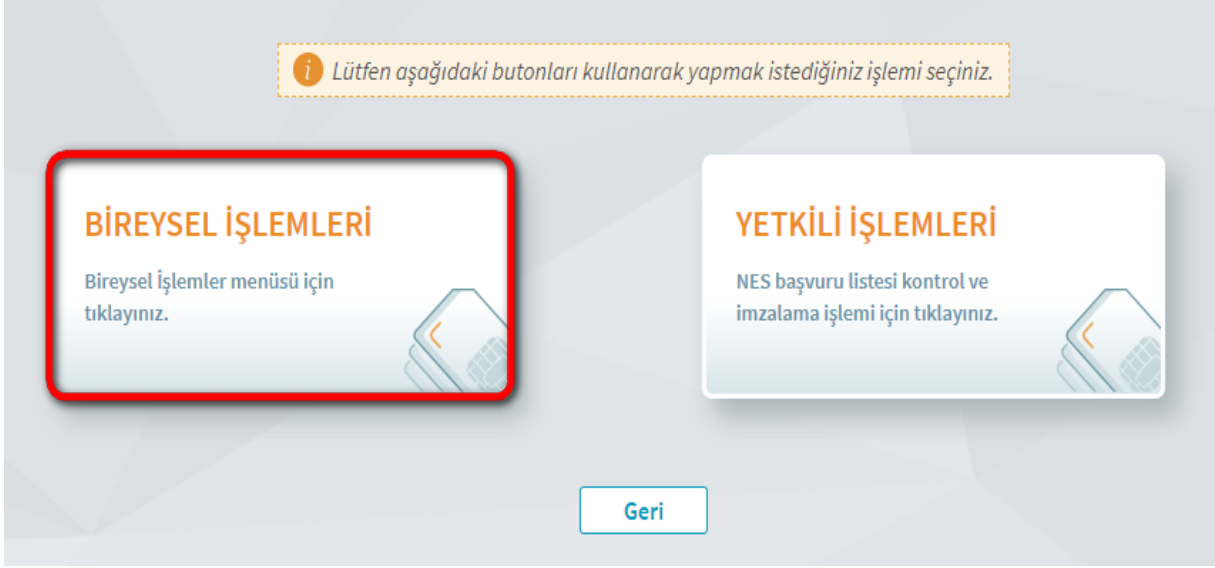 i Lütfen aşağıdaki butonları kullanarak yapmak istediğiniz işlemi seçiniz.
BİREYSEL İŞLEMLERİ
Bireysel İşlemler menüsü için
tıklayınız.
YETKİLİ İŞLEMLERİ
NES başvuru listesi kontrol ve
imzalama işlemi için tıklayınız.
Geri